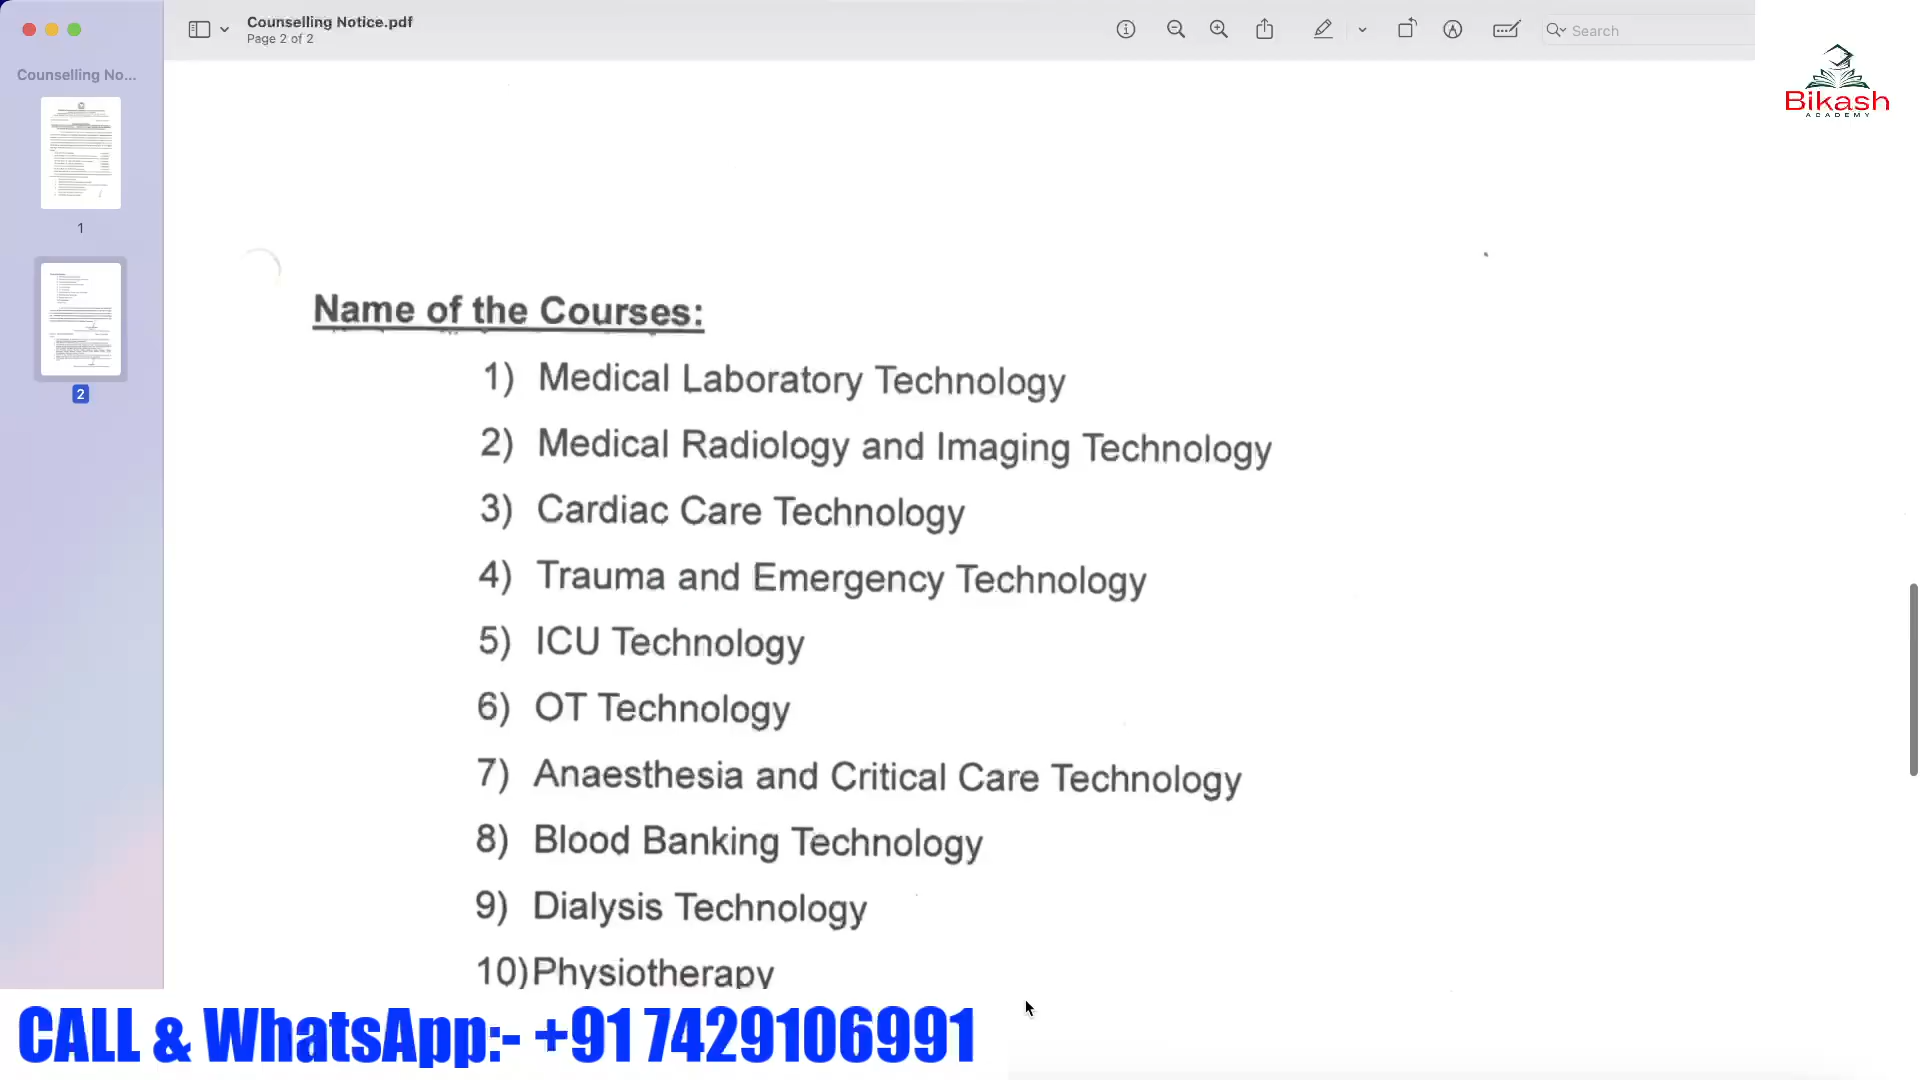 Counselling Notice.pdf
Page 2 of 2
Search
Bikash
ACADEMY
Counselling No...
1
2
Name of the Courses:
1) Medical Laboratory Technology
2) Medical Radiology and Imaging Technology
3) Cardiac Care Technology
4) Trauma and Emergency Technology
5) ICU Technology
6) OT Technology
7) Anaesthesia and Critical Care Technology
8) Blood Banking Technology
9) Dialysis Technology
10) Physiotherapy
CALL & WhatsApp:- +91 7429106991